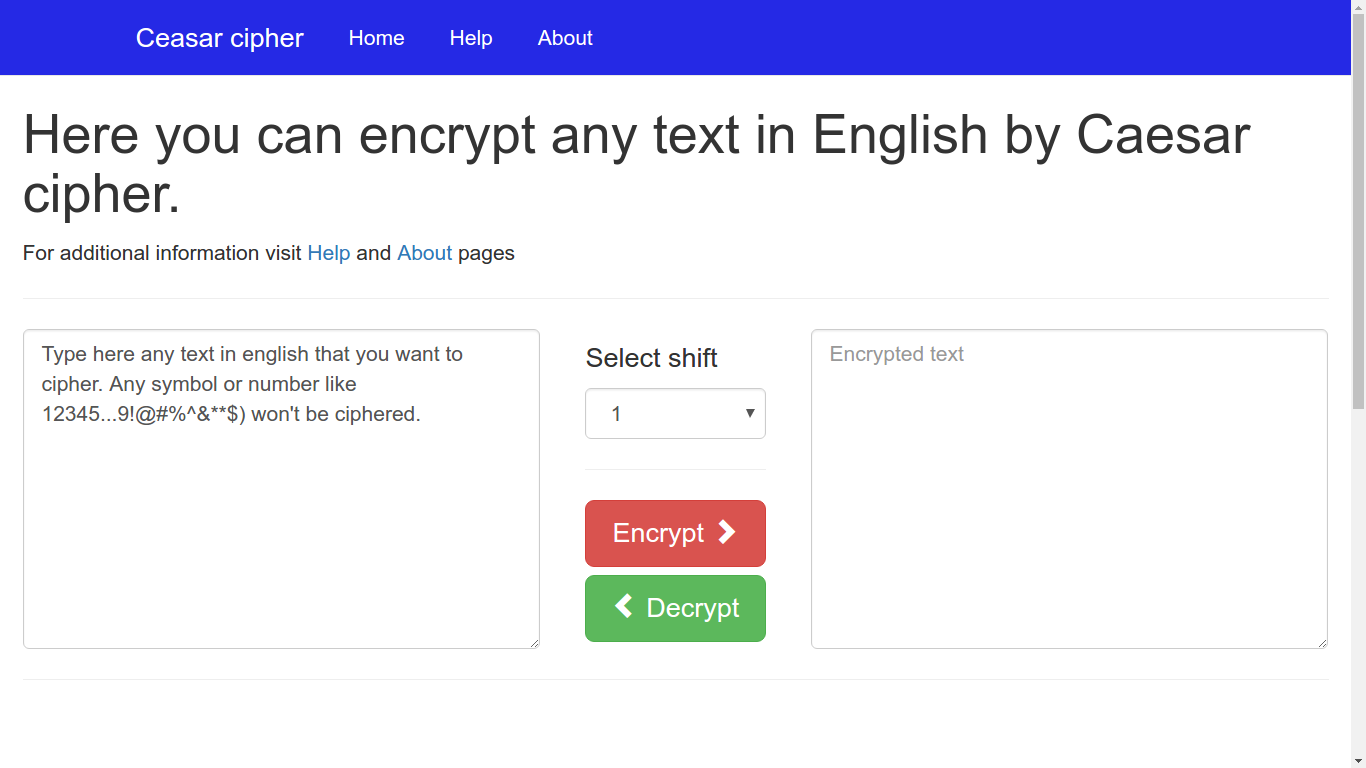 Ceasar cipher Home Help About
Here you can encrypt any text in English by Caesar
cipher.
For additional information visit Help and About pages
Type here any text in english that you want to
cipher. Any symbol or number like
12345...9!@#%^&**$) won't be ciphered.
Select shift
1
Encrypt
Decrypt
Encrypted text